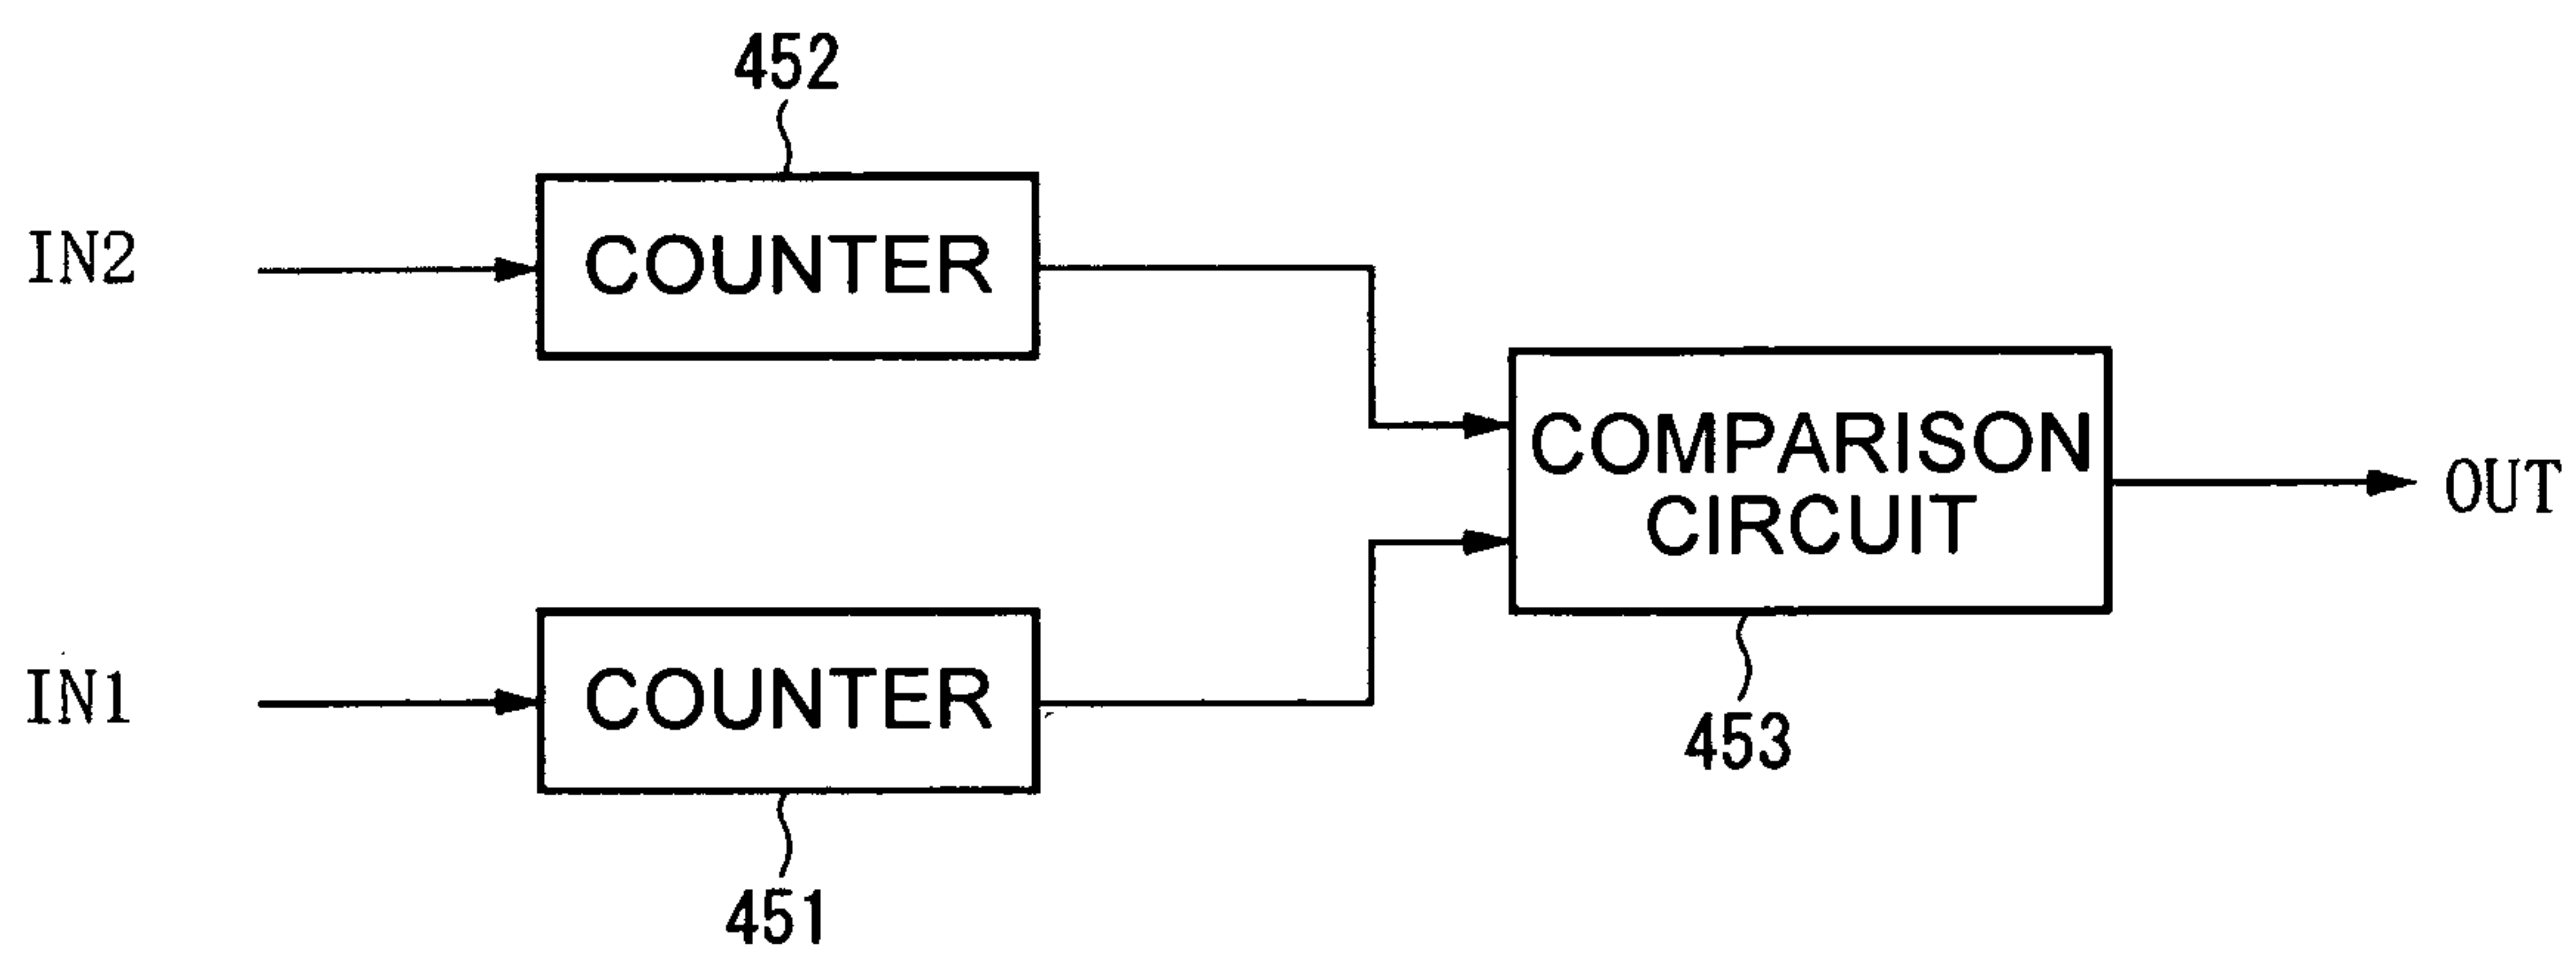 452
IN2
COUNTER
COMPARISON
CIRCUIT
OUT
IN1
COUNTER
453
451